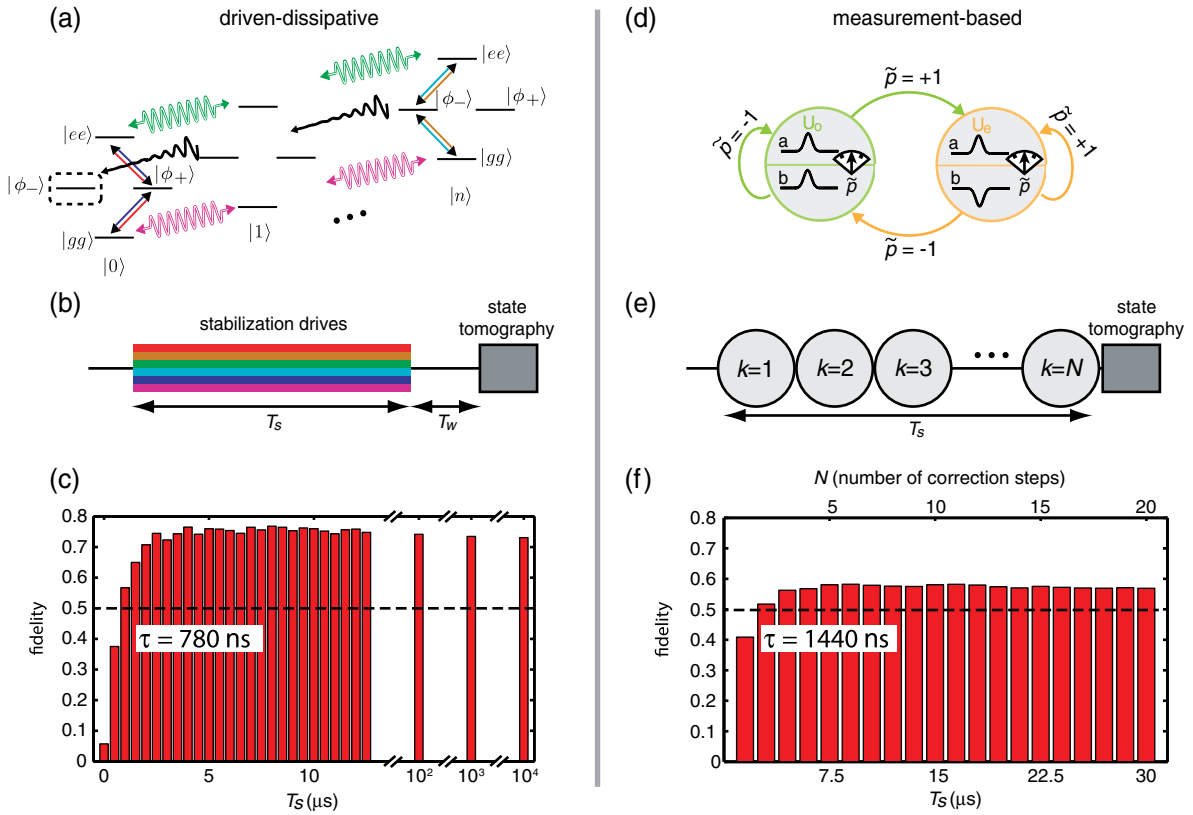 (a)
driven-dissipative
|ee⟩
|ϕ₋⟩
|ϕ₊⟩
|ee⟩
|ϕ₋⟩
|ϕ₊⟩
|gg⟩
|n⟩
|gg⟩
|1⟩
|0⟩
•••
(b)
stabilization drives
state
tomography
Ts
Tw
(c)
fidelity
0.8
0.7
0.6
0.5
0.4
0.3
0.2
0.1
0
τ = 780 ns
0
5
10
10²
10³
10⁴
Ts (μs)
(d)
measurement-based
p̃ = +1
p̃ = -1
Uo
a
b
p̃
Ue
a
b
p̃
p̃ = +1
p̃ = -1
(e)
state
tomography
k=1
k=2
k=3
•••
k=N
Ts
(f)
N (number of correction steps)
5
10
15
20
fidelity
0.8
0.7
0.6
0.5
0.4
0.3
0.2
0.1
0
τ = 1440 ns
7.5
15
22.5
30
Ts (μs)